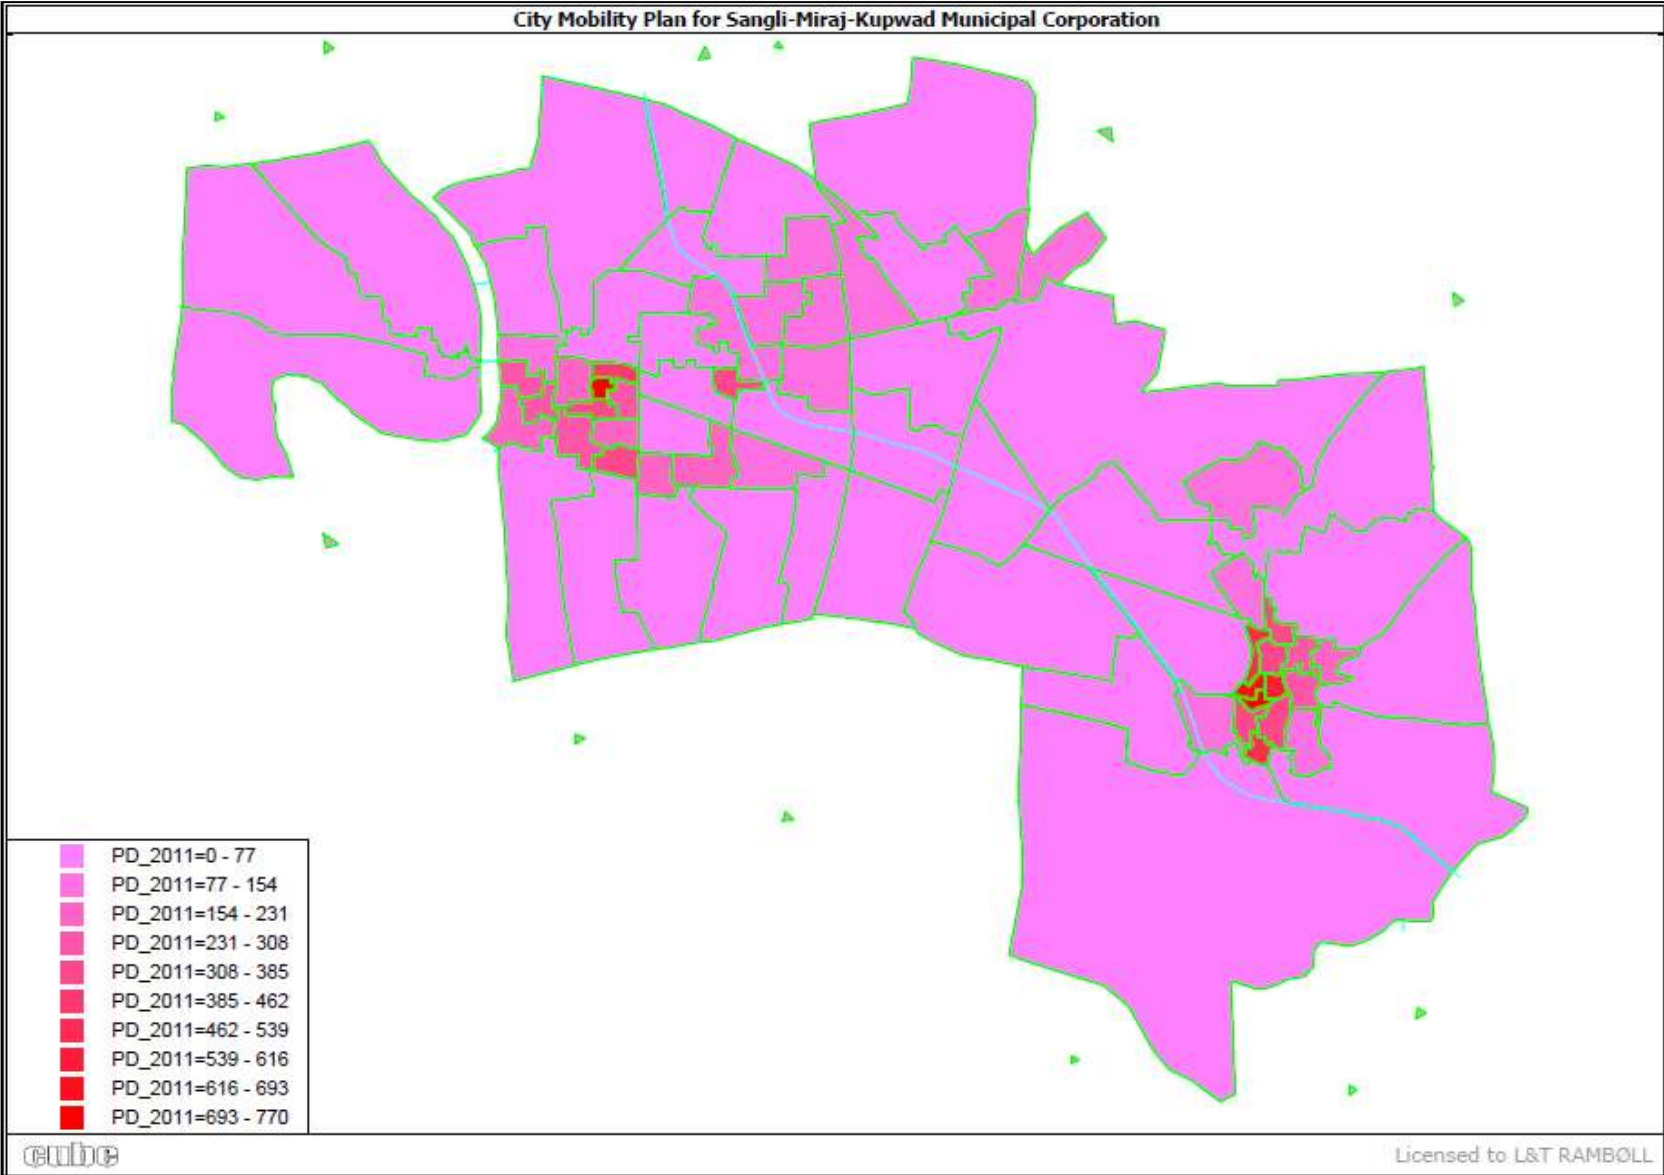 City Mobility Plan for Sangli-Miraj-Kupwad Municipal Corporation
PD_2011=0 - 77
PD_2011=77 - 154
PD_2011=154 - 231
PD_2011=231 - 308
PD_2011=308 - 385
PD_2011=385 - 462
PD_2011=462 - 539
PD_2011=539 - 616
PD_2011=616 - 693
PD_2011=693 - 770
cube
Licensed to L&T RAMBØLL